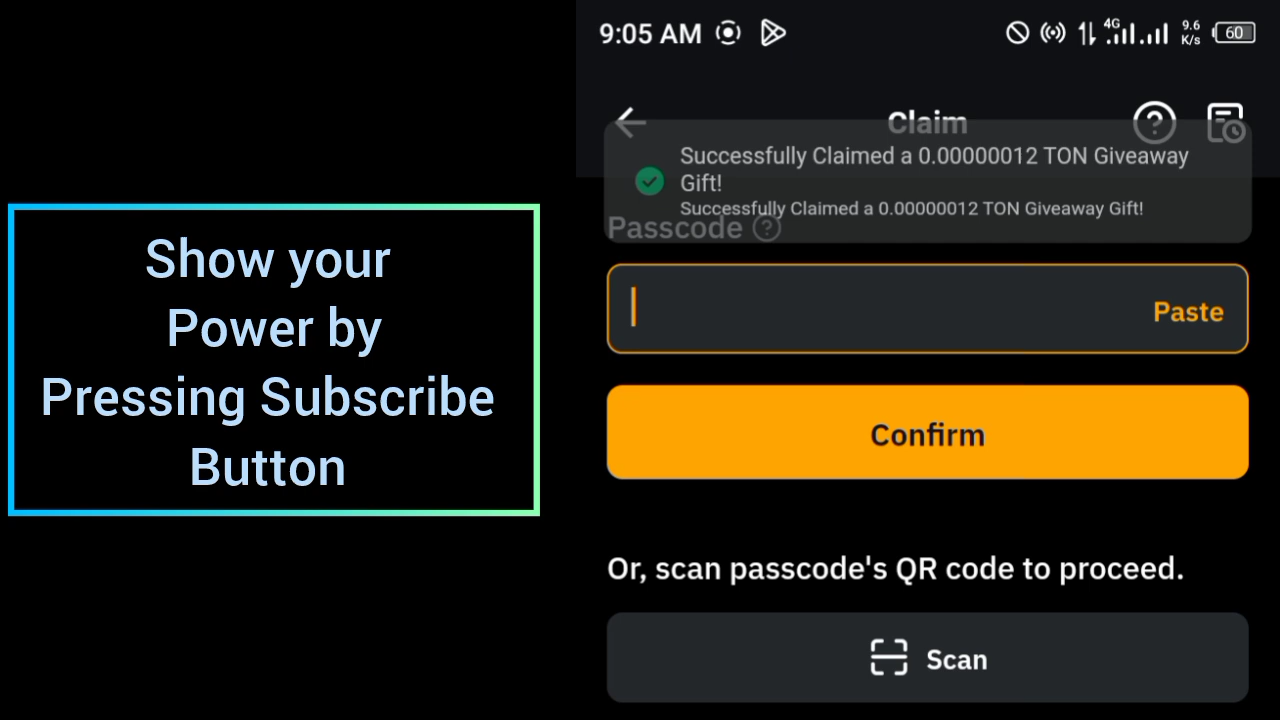 Show your
Power by
Pressing Subscribe
Button
9:05 AM
4G
9.6
K/s
60
Claim
Successfully Claimed a 0.00000012 TON Giveaway
Gift!
Successfully Claimed a 0.00000012 TON Giveaway Gift!
Passcode
Paste
Confirm
Or, scan passcode's QR code to proceed.
Scan